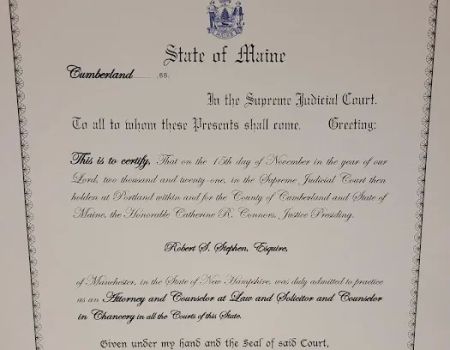 State of Maine
Cumberland ,ss.
In the Supreme Judicial Court.
To all to whom these Presents shall come. Greeting:
This is to certify, That on the 15th day of November in the year of our
Lord, two thousand and twenty-one, in the Supreme Judicial Court then
holden at Portland within and for the County of Cumberland and State of
Maine, the Honorable Catherine R. Connors, Justice Presiding,
Robert S. Stephen, Esquire,
of Manchester, in the State of New Hampshire, was duly admitted to practice
as an Attorney and Counselor at Law and Solicitor and Counselor
in Chancery in all the Courts of this State.
Given under my hand and the Seal of said Court,